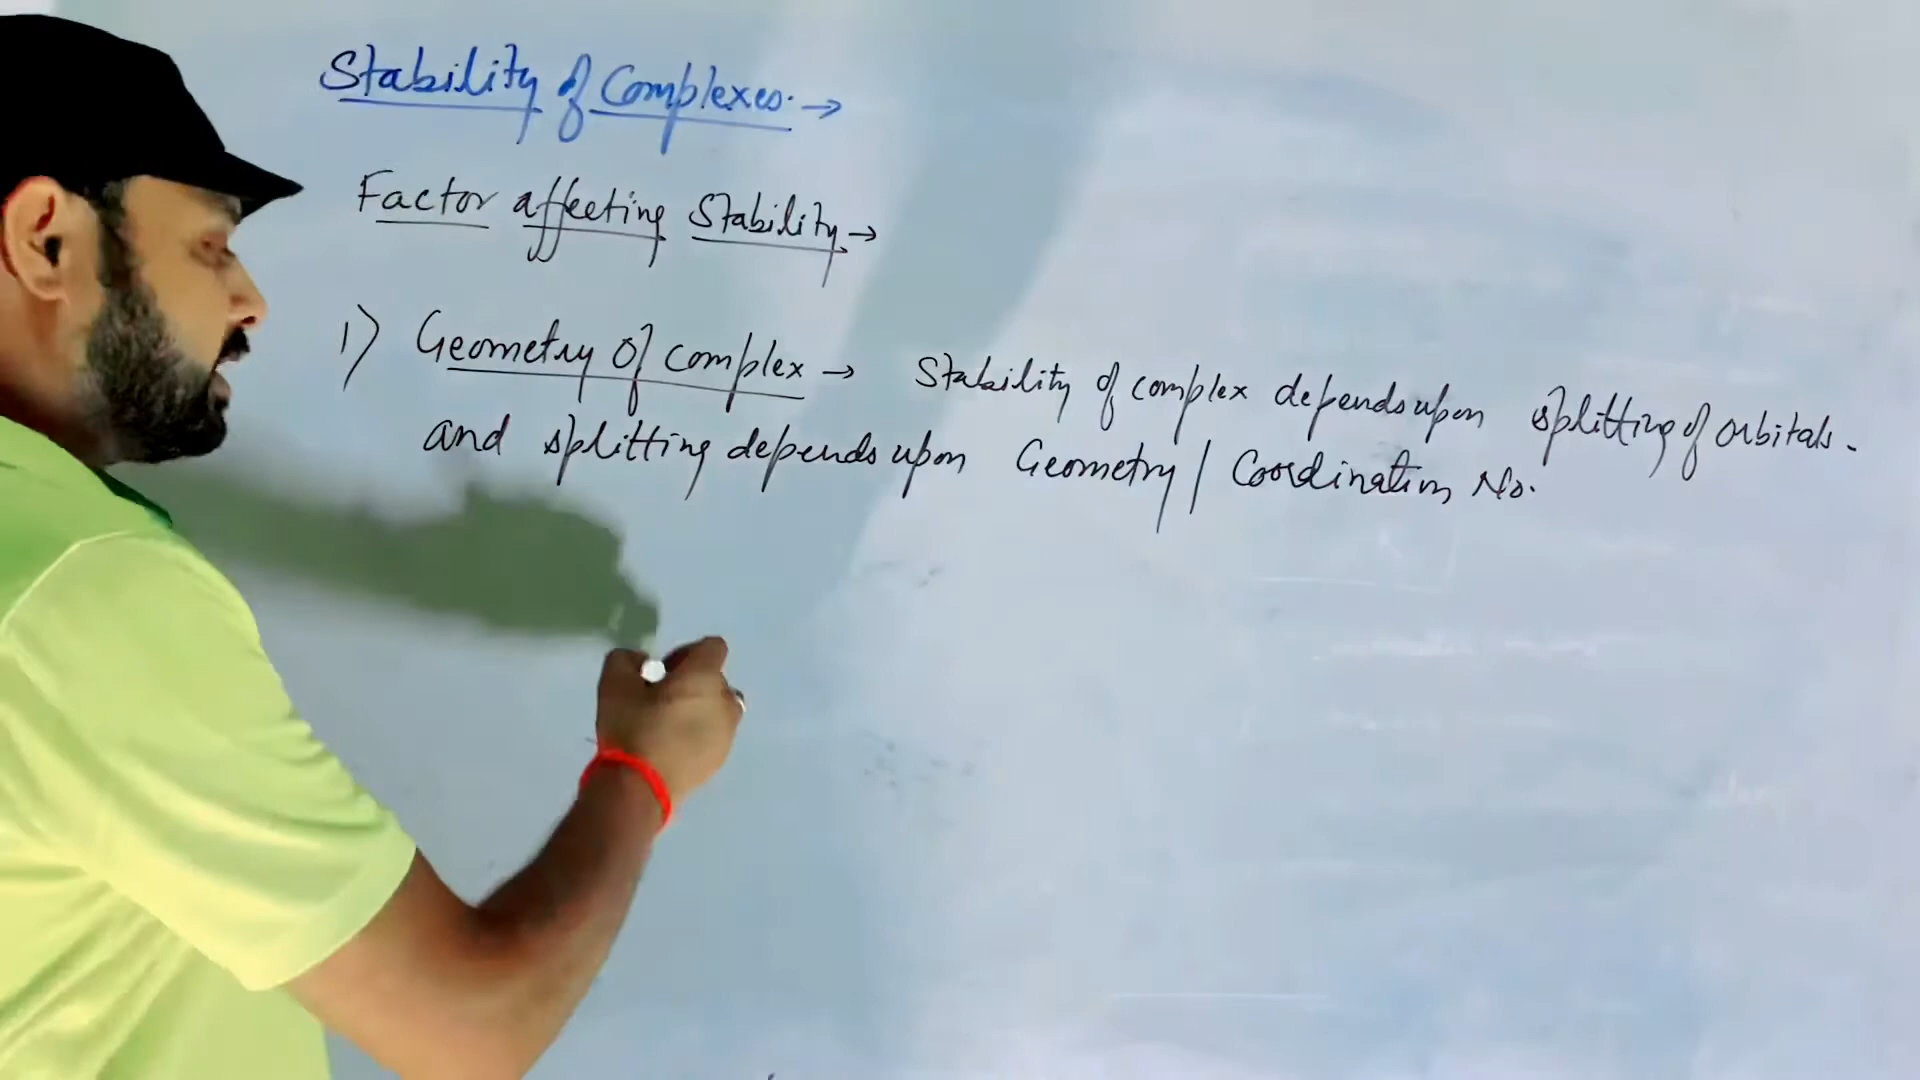 Stability of Complexes. →
Factor affecting Stability →
1) Geometry of complex → Stability of complex depends upon splitting of orbitals.
and splitting depends upon Geometry / Coordination No.